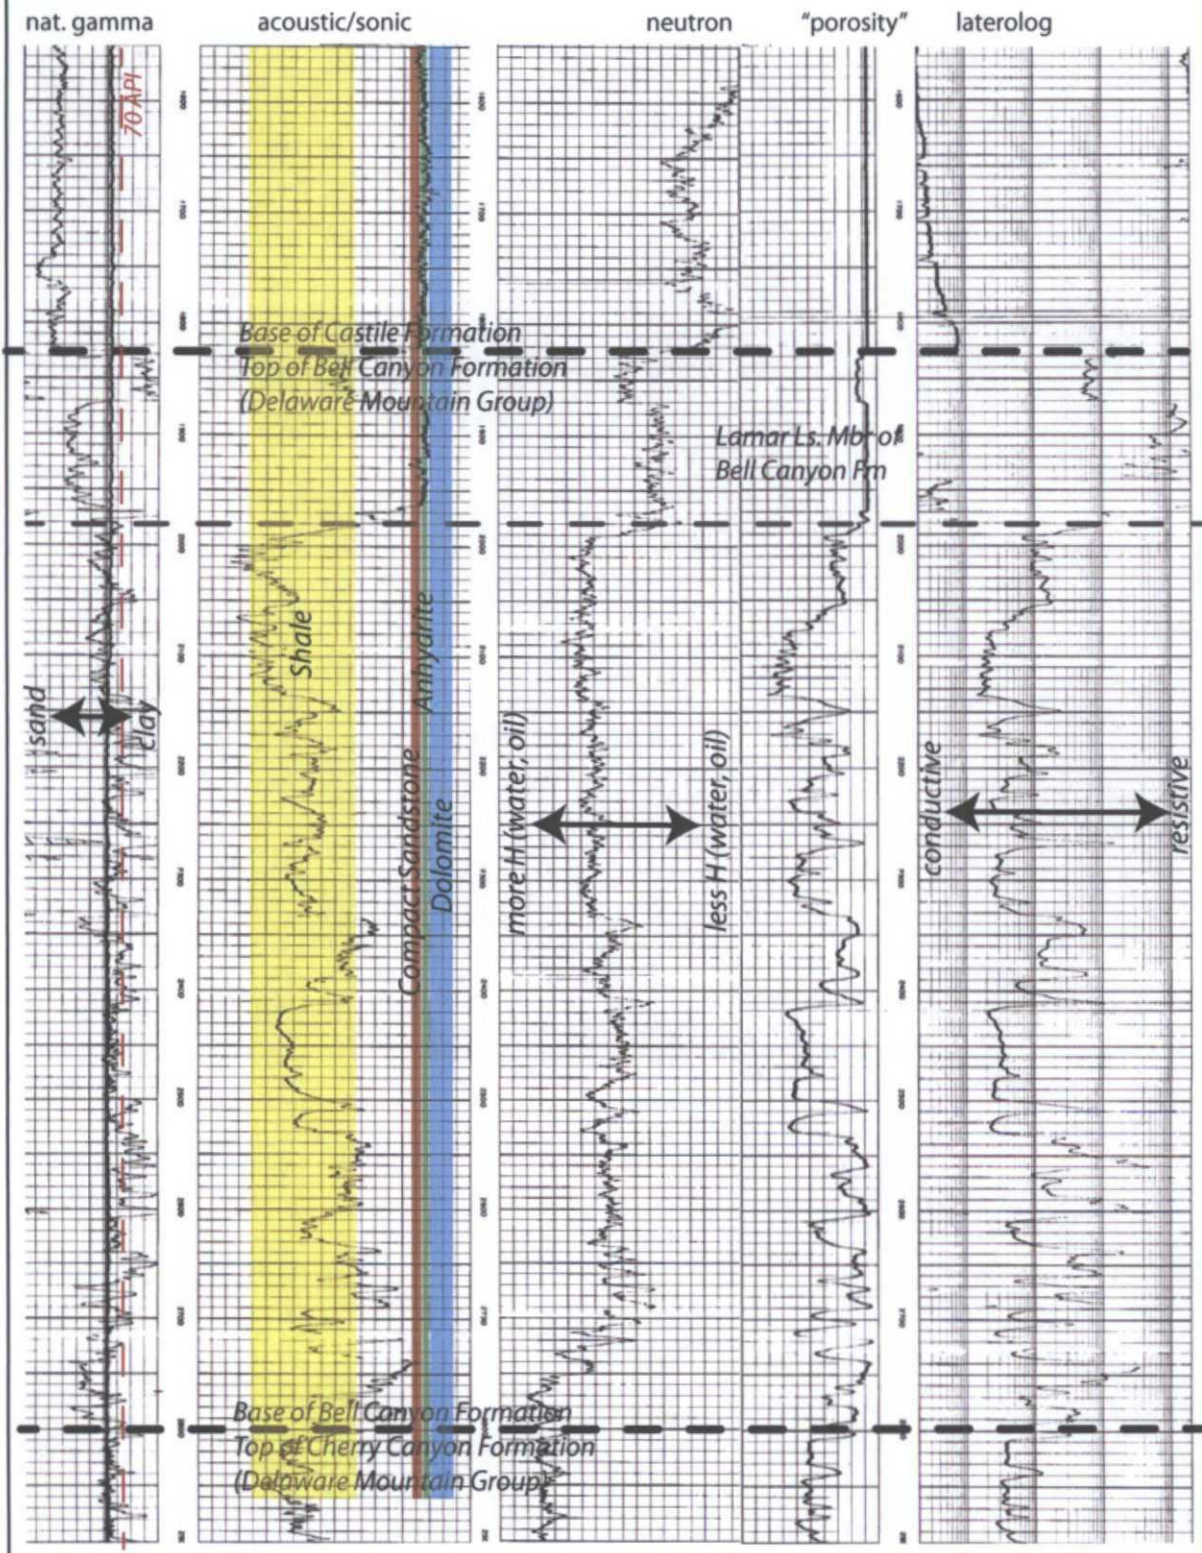 nat. gamma
acoustic/sonic
neutron
"porosity"
laterolog
70 API
Base of Castile Formation
Top of Bell Canyon Formation
(Delaware Mountain Group)
Lamar Ls. Mbr of
Bell Canyon Fm
sand
clay
Shale
Compact Sandstone
Anhydrite
Dolomite
more H (water, oil)
less H (water, oil)
conductive
resistive
Base of Bell Canyon Formation
Top of Cherry Canyon Formation
(Delaware Mountain Group)